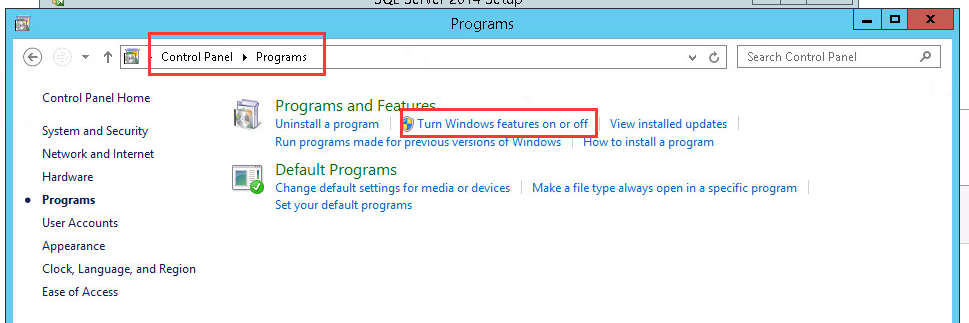 SQL Server 2014 Setup
Programs
Control Panel Programs
Search Control Panel
Control Panel Home
System and Security
Network and Internet
Hardware
Programs
User Accounts
Appearance
Clock, Language, and Region
Ease of Access
Programs and Features
Uninstall a program Turn Windows features on or off View installed updates
Run programs made for previous versions of Windows How to install a program
Default Programs
Change default settings for media or devices Make a file type always open in a specific program
Set your default programs